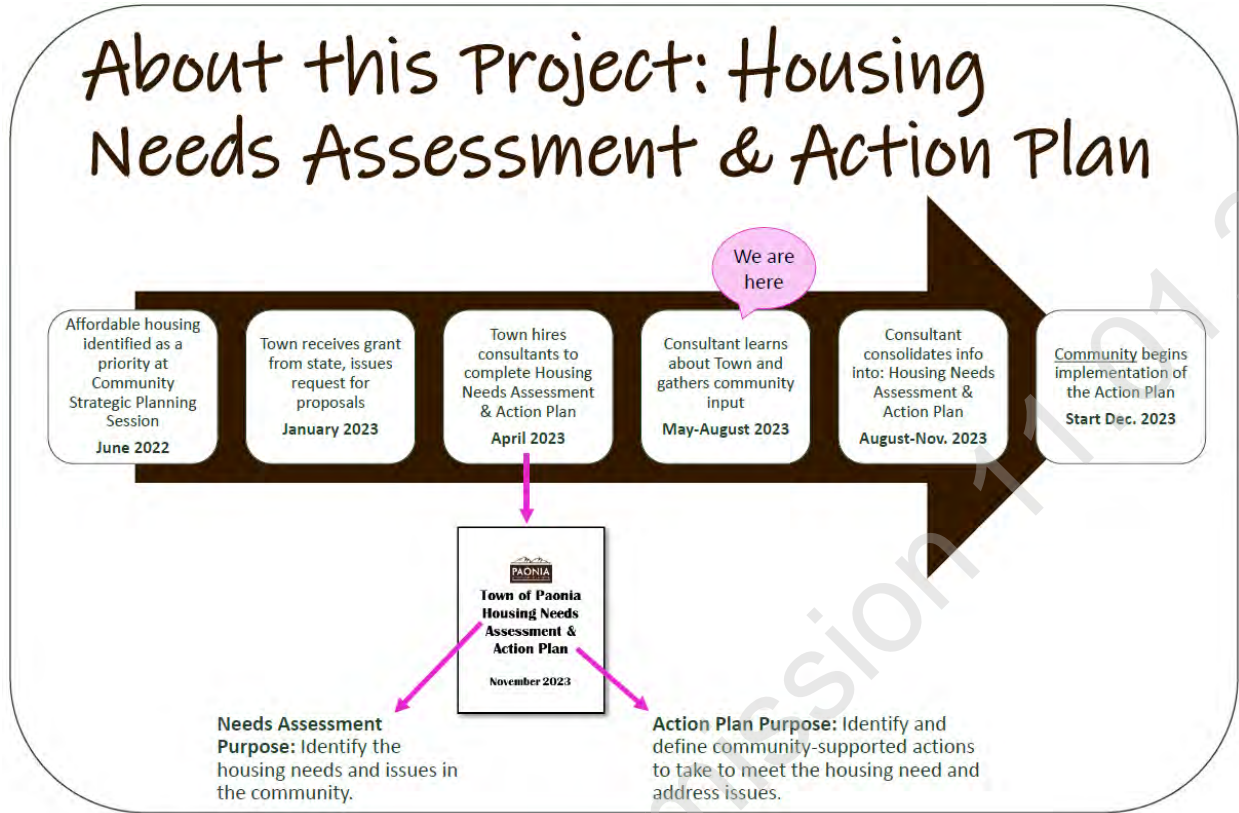 About this Project: Housing
Needs Assessment & Action Plan
We are
here
Affordable housing
identified as a
priority at
Community
Strategic Planning
Session
June 2022
Town receives grant
from state, issues
request for
proposals
January 2023
Town hires
consultants to
complete Housing
Needs Assessment
& Action Plan
April 2023
Consultant learns
about Town and
gathers community
input
May-August 2023
Consultant
consolidates info
into: Housing Needs
Assessment &
Action Plan
August-Nov. 2023
Community begins
implementation of
the Action Plan
Start Dec. 2023
PAONIA
Town of Paonia
Housing Needs
Assessment &
Action Plan
November 2023
Needs Assessment
Purpose: Identify the
housing needs and issues in
the community.
Action Plan Purpose: Identify and
define community-supported actions
to take to meet the housing need and
address issues.